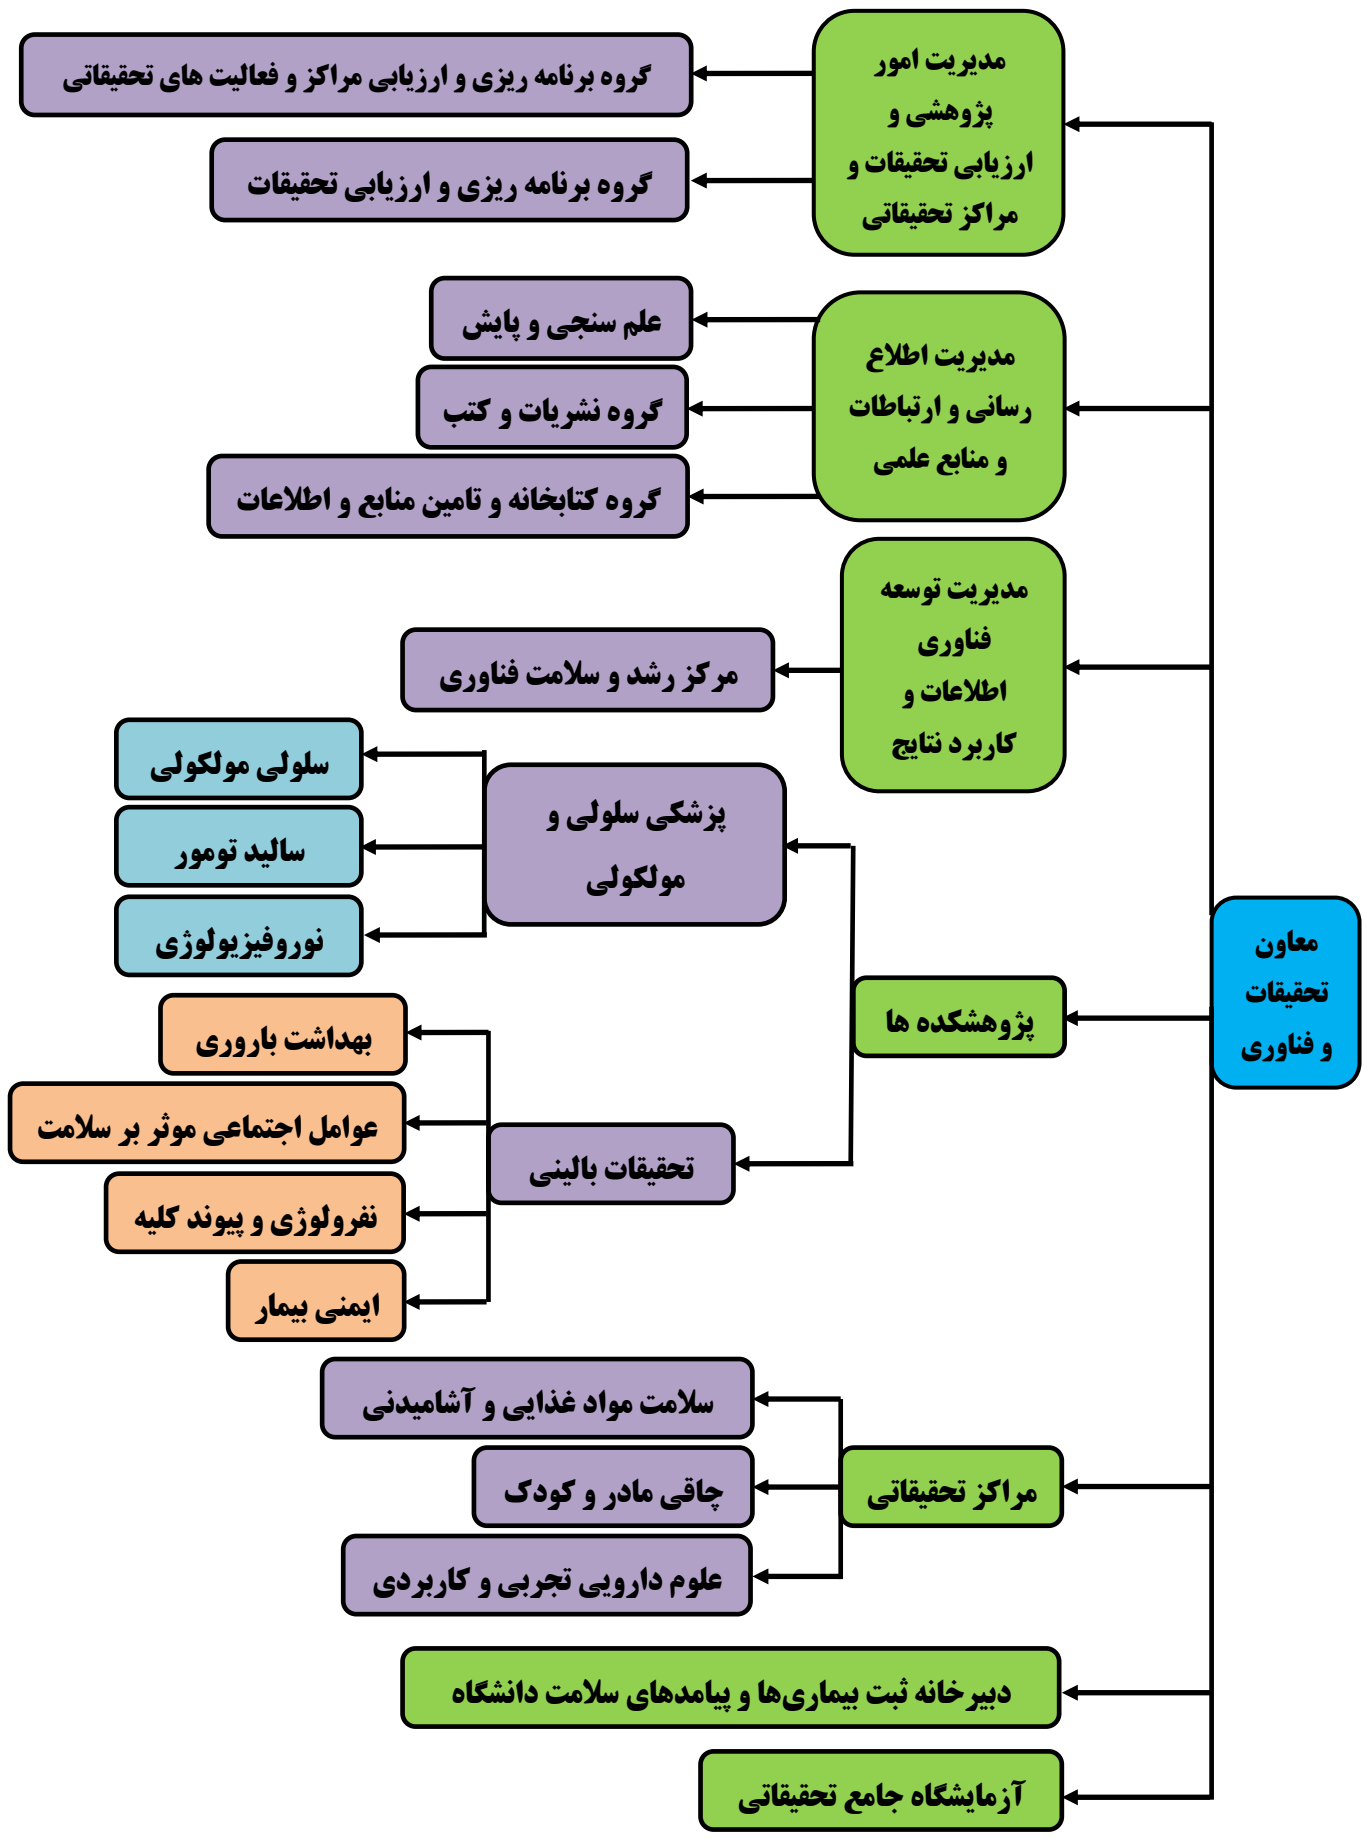 معاون
تحقیقات
و فناوری
مدیریت امور
پژوهشی و
ارزیابی تحقیقات و
مراکز تحقیقاتی
گروه برنامه ریزی و ارزیابی مراکز و فعالیت های تحقیقاتی
گروه برنامه ریزی و ارزیابی تحقیقات
مدیریت اطلاع
رسانی و ارتباطات
و منابع علمی
علم سنجی و پایش
گروه نشریات و کتب
گروه کتابخانه و تامین منابع و اطلاعات
مدیریت توسعه
فناوری
اطلاعات و
کاربرد نتایج
مرکز رشد و سلامت فناوری
پژوهشکده ها
پزشکی سلولی و
مولکولی
سلولی مولکولی
سالید تومور
نوروفیزیولوژی
تحقیقات بالینی
بهداشت باروری
عوامل اجتماعی موثر بر سلامت
نفرولوژی و پیوند کلیه
ایمنی بیمار
مراکز تحقیقاتی
سلامت مواد غذایی و آشامیدنی
چاقی مادر و کودک
علوم دارویی تجربی و کاربردی
دبیرخانه ثبت بیماری‌ها و پیامدهای سلامت دانشگاه
آزمایشگاه جامع تحقیقاتی